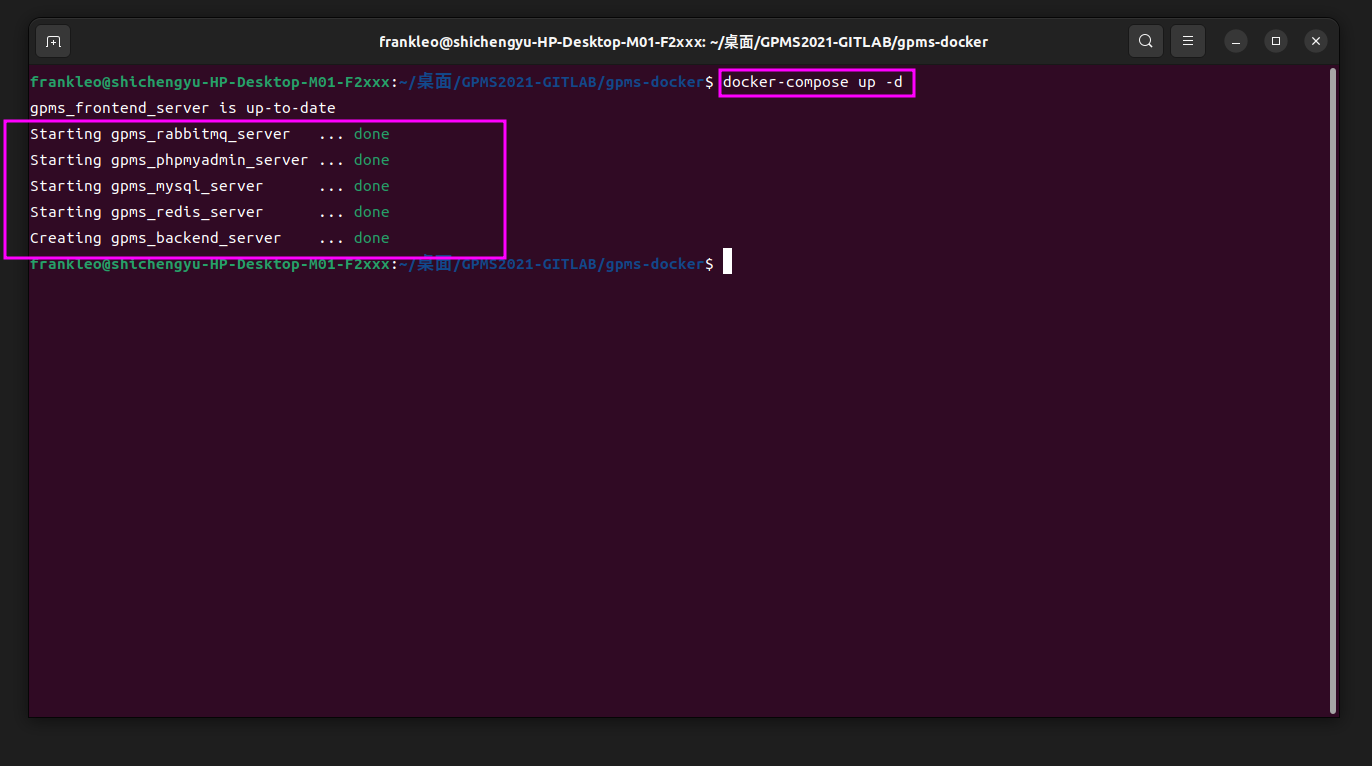 frankleo@shichengyu-HP-Desktop-M01-F2xxx: ~/桌面/GPMS2021-GITLAB/gpms-docker
frankleo@shichengyu-HP-Desktop-M01-F2xxx:~/桌面/GPMS2021-GITLAB/gpms-docker$ docker-compose up -d
gpms_frontend_server is up-to-date
Starting gpms_rabbitmq_server   ... done
Starting gpms_phpmyadmin_server ... done
Starting gpms_mysql_server      ... done
Starting gpms_redis_server      ... done
Creating gpms_backend_server    ... done
frankleo@shichengyu-HP-Desktop-M01-F2xxx:~/桌面/GPMS2021-GITLAB/gpms-docker$